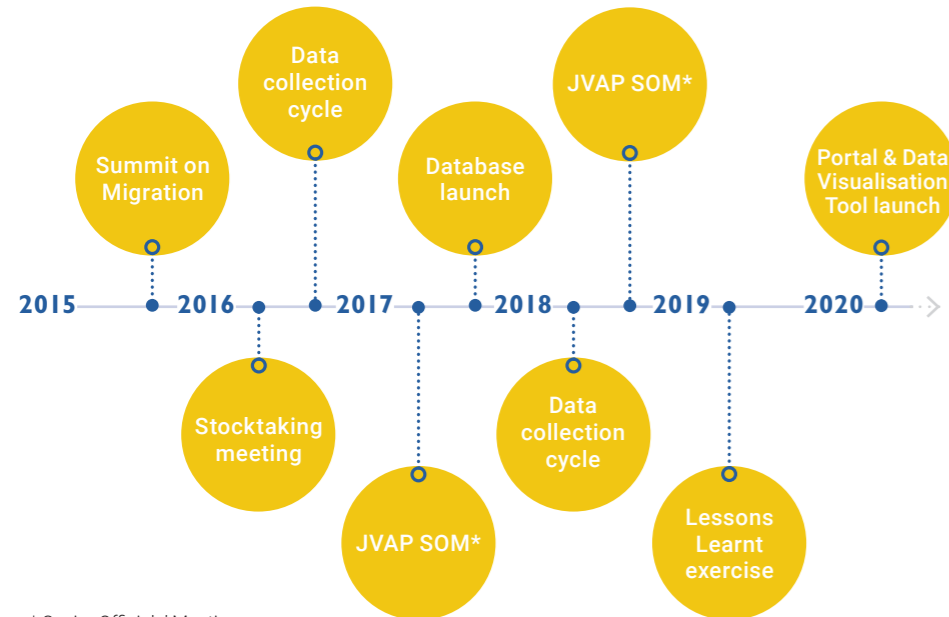 Data
collection
cycle
JVAP SOM*
Summit on
Migration
Database
launch
Portal & Data
Visualisation
Tool launch
2015
2016
2017
2018
2019
2020
Stocktaking
meeting
Data
collection
cycle
JVAP SOM*
Lessons
Learnt
exercise